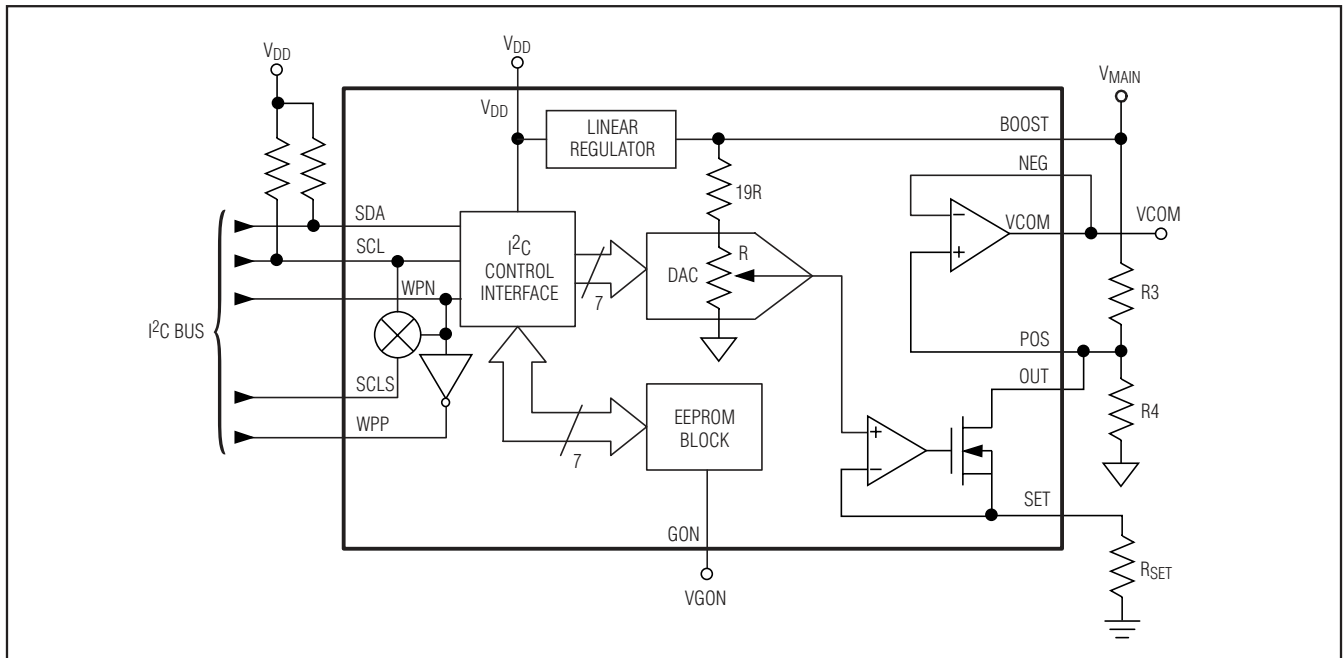 VDD
VDD
VMAIN
VDD
LINEAR
REGULATOR
BOOST
NEG
19R
SDA
VCOM
VCOM
SCL
I2C
CONTROL
INTERFACE
R
DAC
WPN
7
R3
I2C BUS
POS
OUT
SCLS
EEPROM
BLOCK
R4
WPP
7
SET
GON
RSET
VGON